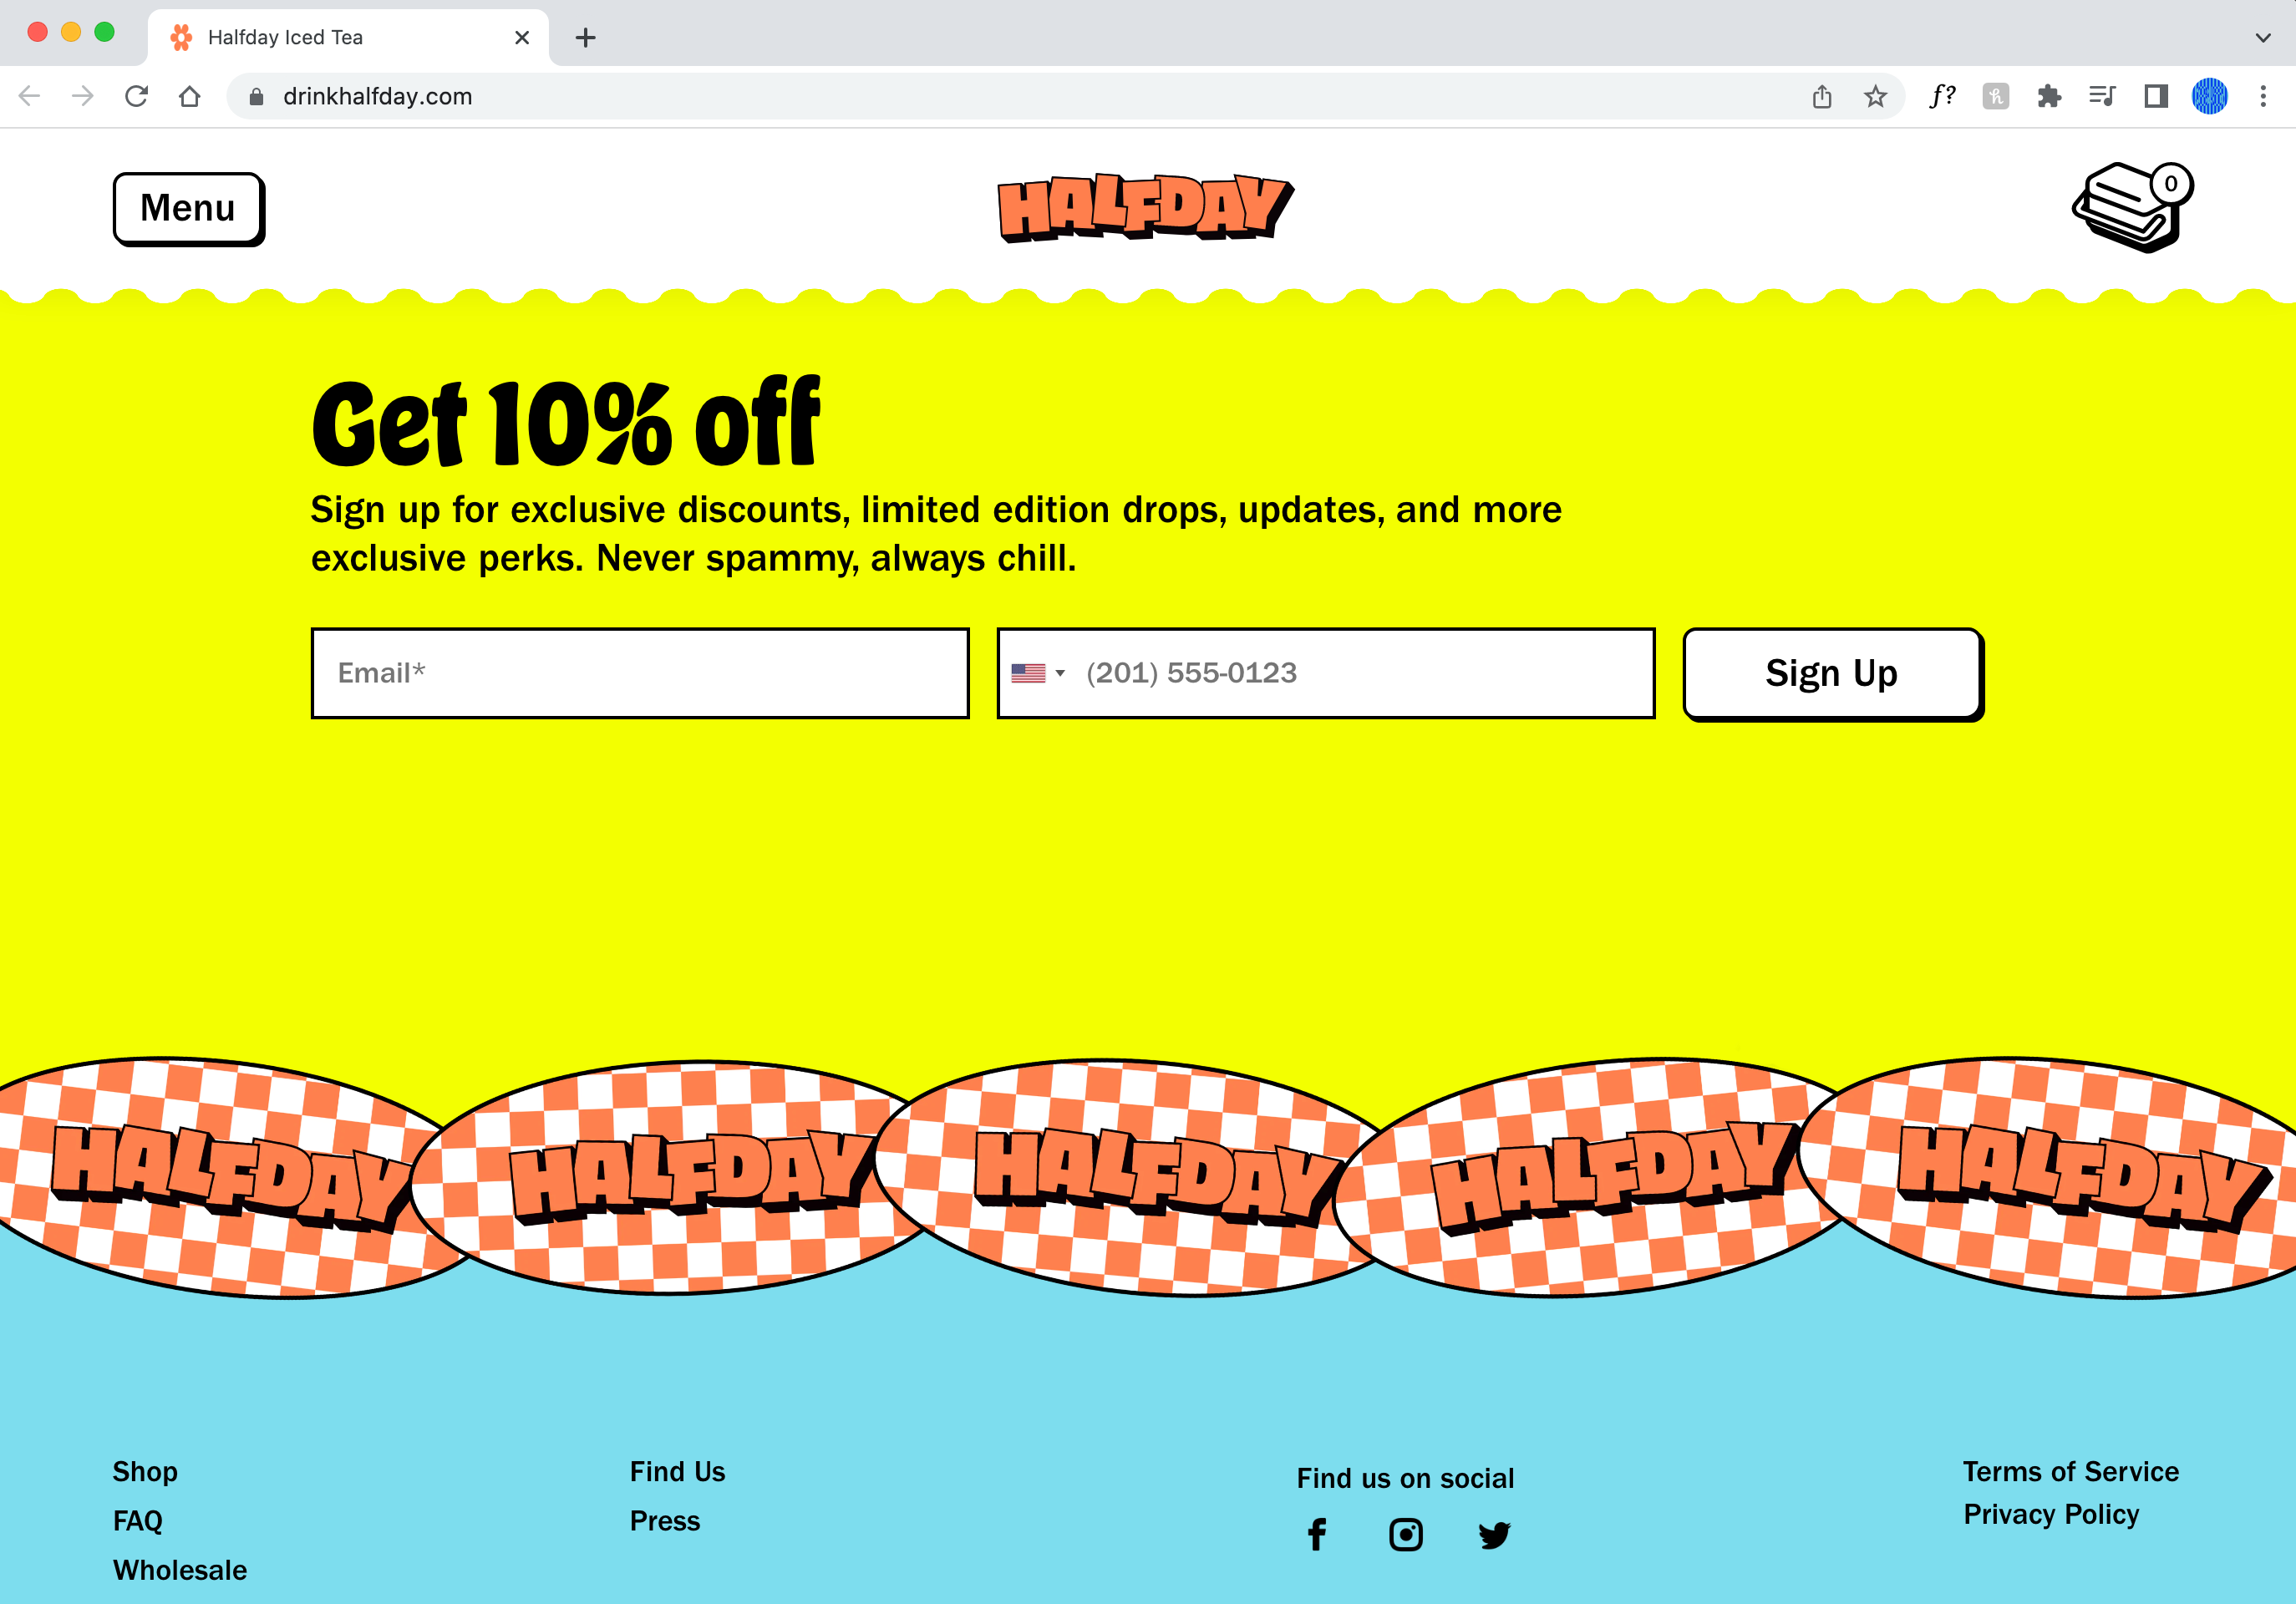 Halfday Iced Tea
drinkhalfday.com
f?
h
Menu
HALFDAY
0
Get 10% off
Sign up for exclusive discounts, limited edition drops, updates, and more
exclusive perks. Never spammy, always chill.
Email*
(201) 555-0123
Sign Up
HALFDAY
HALFDAY
HALFDAY
HALFDAY
HALFDAY
Shop
FAQ
Wholesale
Find Us
Press
Find us on social
Terms of Service
Privacy Policy